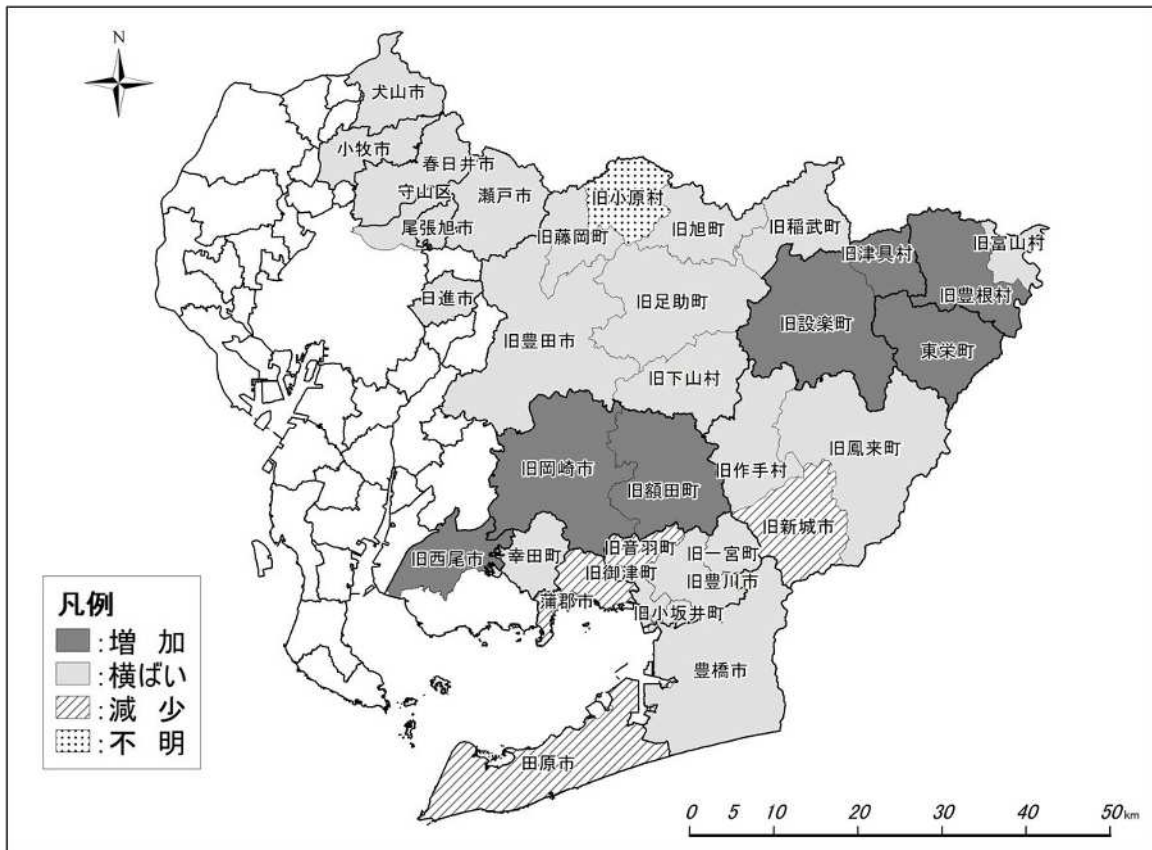 N
犬山市
小牧市
春日井市
守山区
瀬戸市
尾張旭市
旧小原村
旧藤岡町
旧旭町
旧稲武町
旧津具村
旧富山村
日進市
旧足助町
旧豊根村
旧設楽町
旧豊田市
東栄町
旧下山村
旧鳳来町
旧岡崎市
旧作手村
旧額田町
旧新城市
旧音羽町
旧一宮町
旧西尾市
幸田町
旧御津町
旧豊川市
蒲郡市
旧小坂井町
豊橋市
田原市
凡例
:増 加
:横ばい
:減 少
:不 明
0 5 10 20 30 40 50km